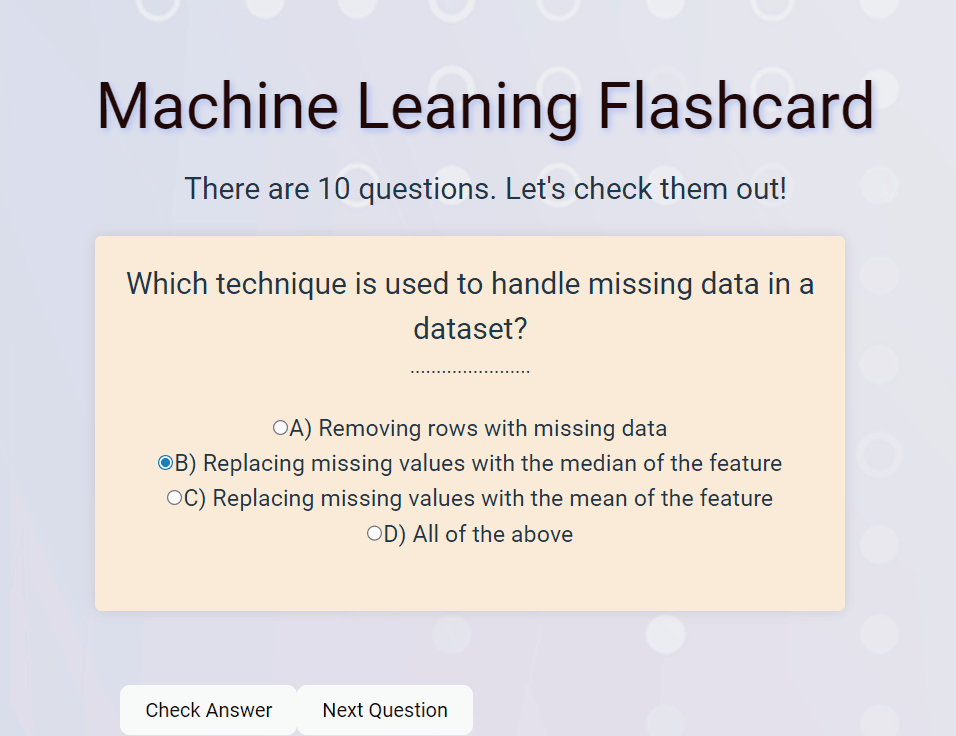 Machine Leaning Flashcard
There are 10 questions. Let's check them out!
Which technique is used to handle missing data in a
dataset?
.......................
A) Removing rows with missing data
B) Replacing missing values with the median of the feature
C) Replacing missing values with the mean of the feature
D) All of the above
Check Answer Next Question